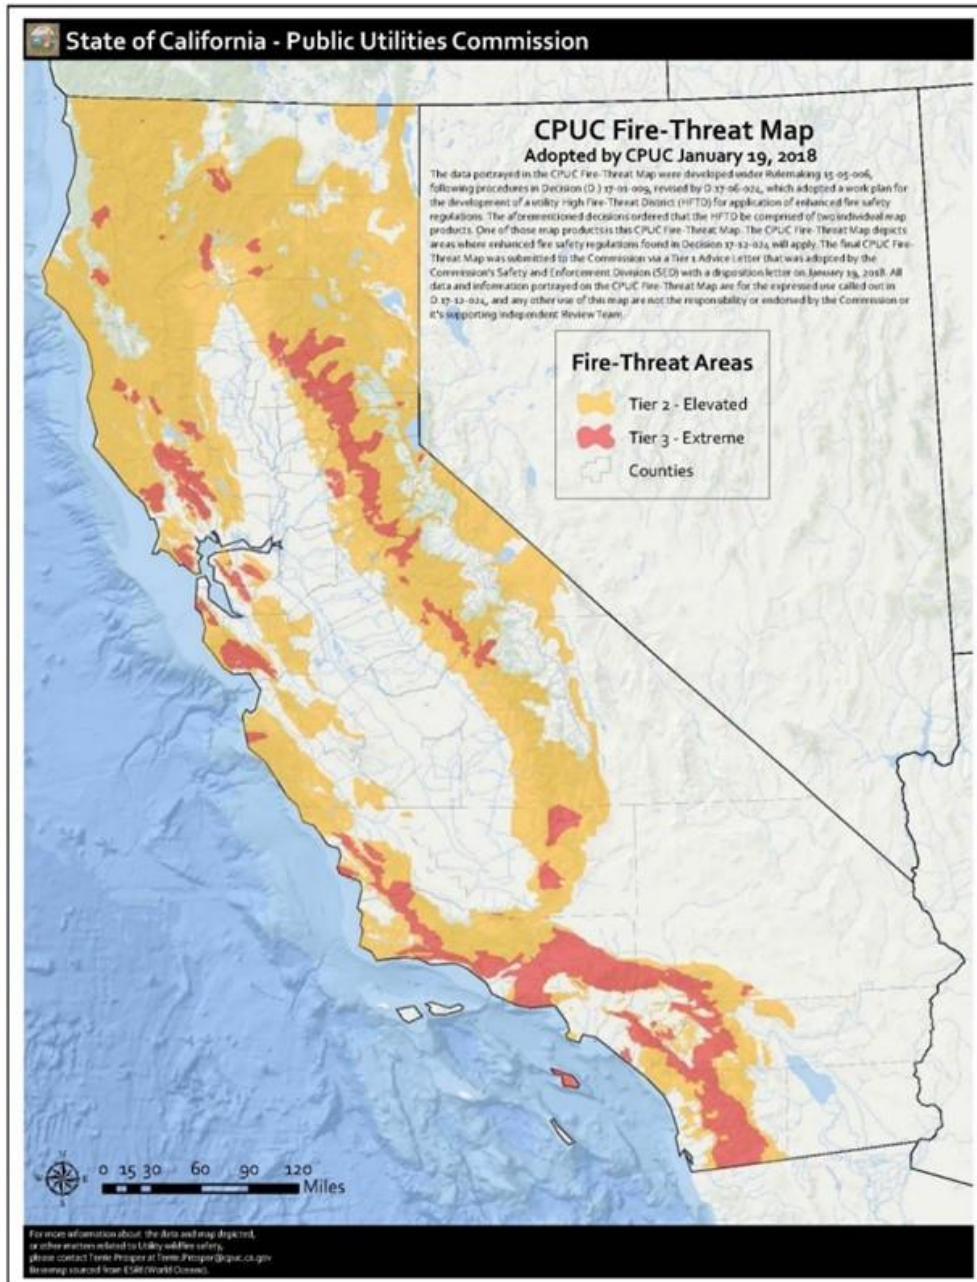 State of California - Public Utilities Commission
CPUC Fire-Threat Map
Adopted by CPUC January 19, 2018
The data portrayed in the CPUC Fire-Threat Map were developed under Rulemaking 15-05-006,
following procedures in Decision (D.) 17-01-009, revised by D.17-06-024, which adopted a work plan for
the development of a utility High Fire-Threat District (HFTD) for application of enhanced fire safety
regulations. The aforementioned decisions ordered that the HFTD be comprised of two individual map
products. One of those map products is this CPUC Fire-Threat Map. The CPUC Fire-Threat Map depicts
areas where enhanced fire safety regulations found in Decision 17-12-024 will apply. The final CPUC Fire-
Threat Map was submitted to the Commission via a Tier 1 Advice Letter that was adopted by the
Commission's Safety and Enforcement Division (SED) with a disposition letter on January 19, 2018. All
data and information portrayed on the CPUC Fire-Threat Map are for the expressed use called out in
D.17-12-024, and any other use of this map are not the responsibility or endorsed by the Commission or
it's supporting Independent Review Team.
Fire-Threat Areas
Tier 2 - Elevated
Tier 3 - Extreme
Counties
N
W E
S
0 15 30 60 90 120
Miles
For more information about the data and map depicted,
or other matters related to Utility wildfire safety,
please contact Terrie Prosper at Terrie.Prosper@cpuc.ca.gov
Basemap sourced from ESRI (World Oceans).